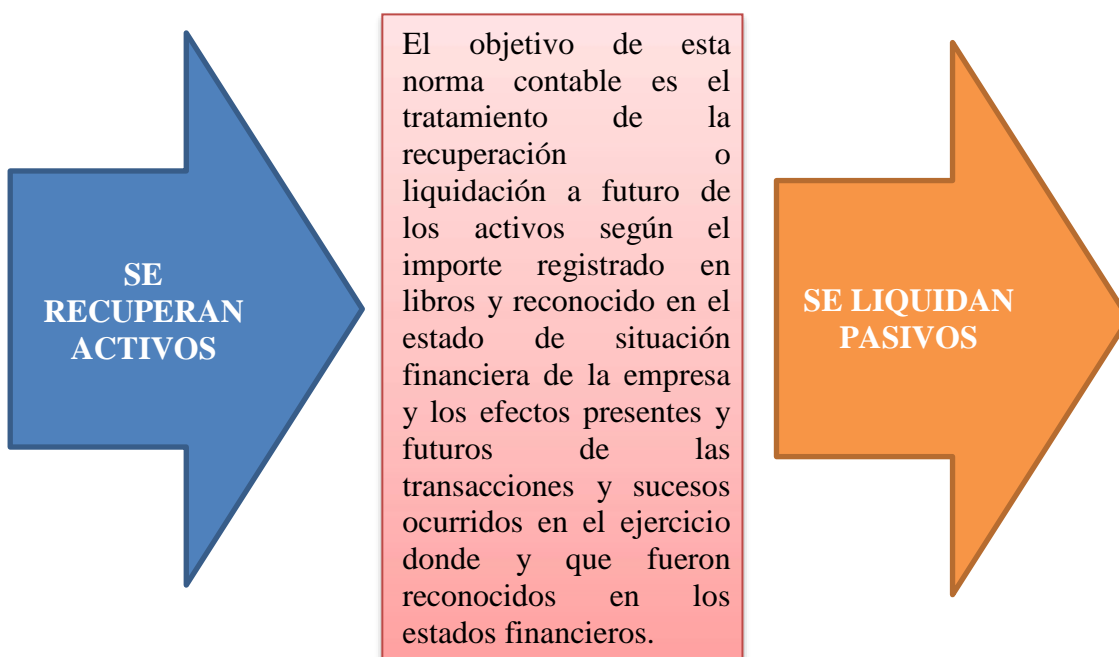 SE
RECUPERAN
ACTIVOS
El objetivo de esta
norma contable es el
tratamiento de la
recuperación o
liquidación a futuro de
los activos según el
importe registrado en
libros y reconocido en el
estado de situación
financiera de la empresa
y los efectos presentes y
futuros de las
transacciones y sucesos
ocurridos en el ejercicio
donde y que fueron
reconocidos en los
estados financieros.
SE LIQUIDAN
PASIVOS